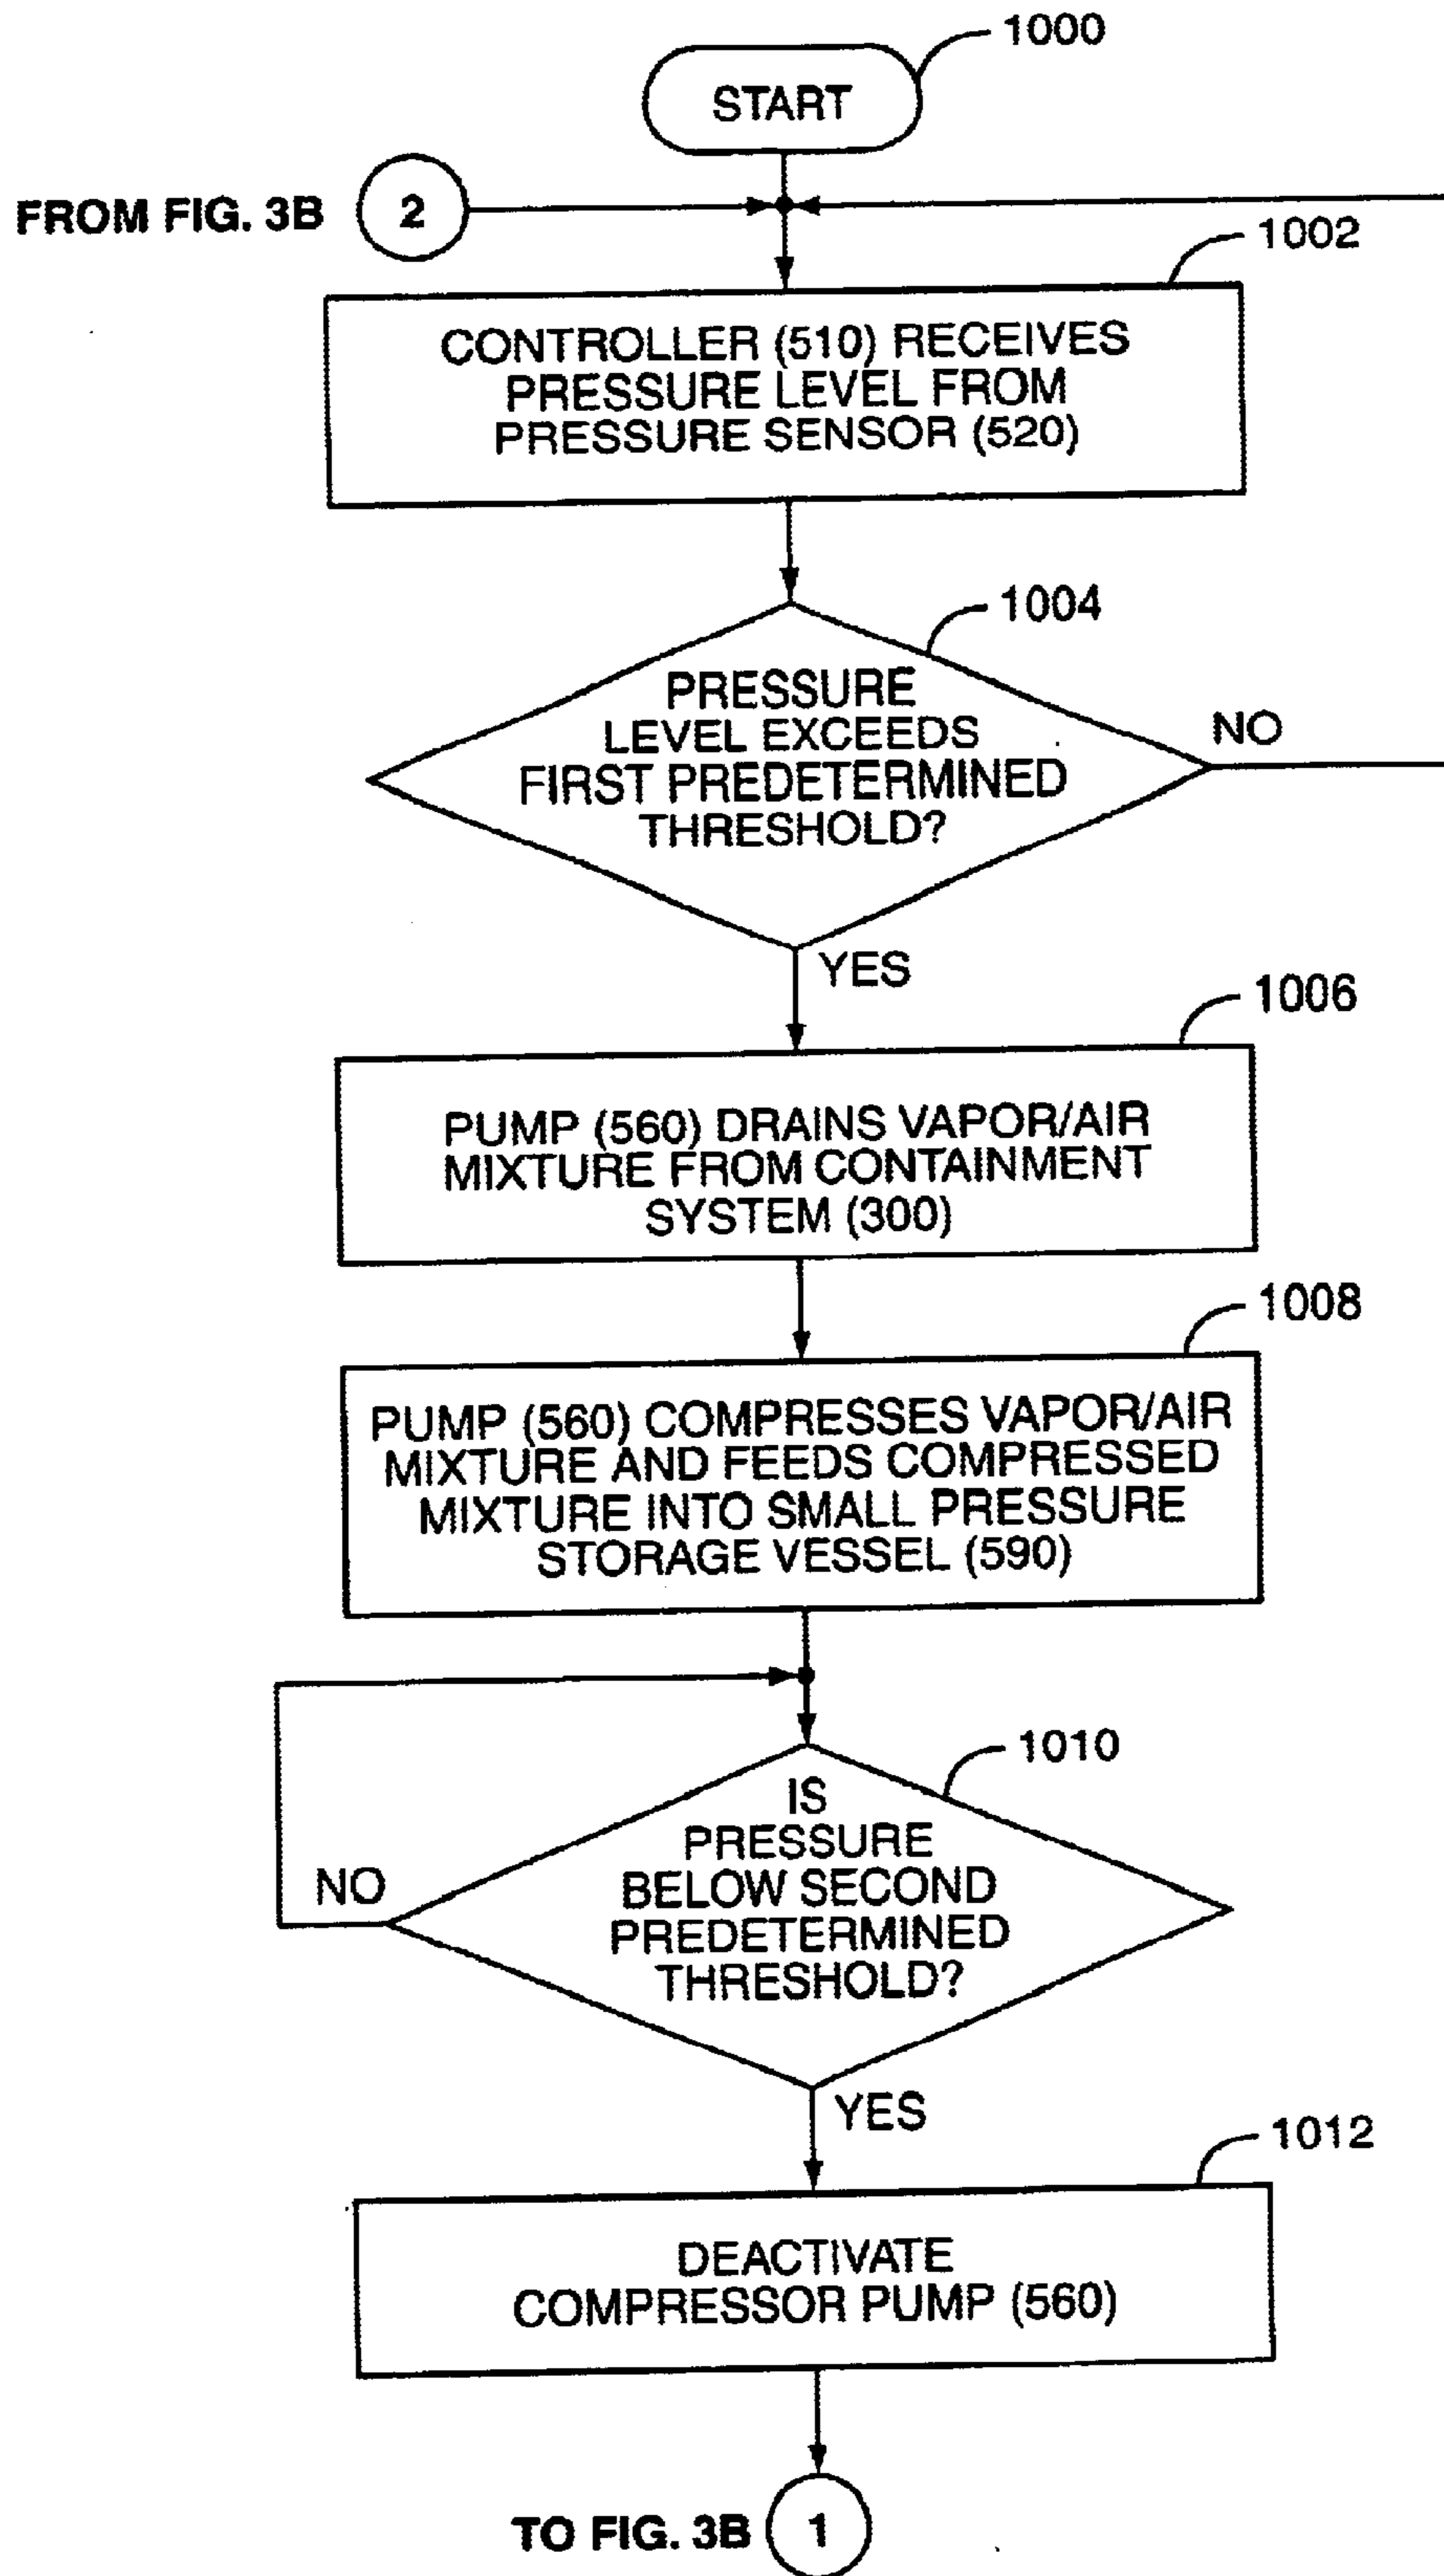 1000
START
FROM FIG. 3B
2
1002
CONTROLLER (510) RECEIVES
PRESSURE LEVEL FROM
PRESSURE SENSOR (520)
1004
PRESSURE
LEVEL EXCEEDS
FIRST PREDETERMINED
THRESHOLD?
NO
YES
1006
PUMP (560) DRAINS VAPOR/AIR
MIXTURE FROM CONTAINMENT
SYSTEM (300)
1008
PUMP (560) COMPRESSES VAPOR/AIR
MIXTURE AND FEEDS COMPRESSED
MIXTURE INTO SMALL PRESSURE
STORAGE VESSEL (590)
1010
IS
PRESSURE
BELOW SECOND
PREDETERMINED
THRESHOLD?
NO
YES
1012
DEACTIVATE
COMPRESSOR PUMP (560)
TO FIG. 3B
1